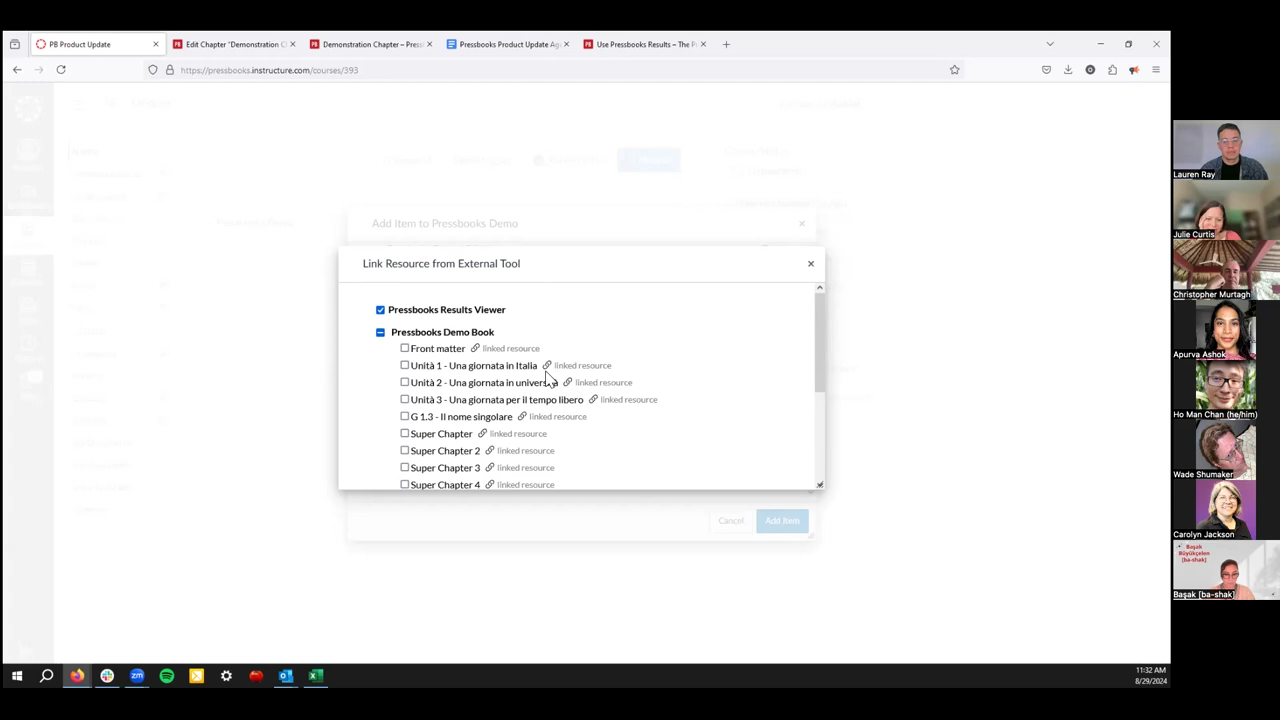 PB Product Update
Edit Chapter "Demonstration C
Demonstration Chapter – Press
Pressbooks Product Update Ag
Use Pressbooks Results – The P
https://pressbooks.instructure.com/courses/393
Add Item to Pressbooks Demo
Link Resource from External Tool
Pressbooks Results Viewer
Pressbooks Demo Book
Front matter linked resource
Unità 1 - Una giornata in Italia linked resource
Unità 2 - Una giornata in univers a linked resource
Unità 3 - Una giornata per il tempo libero linked resource
G 1.3 - Il nome singolare linked resource
Super Chapter linked resource
Super Chapter 2 linked resource
Super Chapter 3 linked resource
Super Chapter 4 linked resource
Cancel Add Item
Lauren Ray
Julie Curtis
Christopher Murtagh
Apurva Ashok
Ho Man Chan (he/him)
Wade Shumaker
Carolyn Jackson
Başak
Büyükçelen
[ba-shak]
Başak [ba-shak]
11:32 AM
8/29/2024